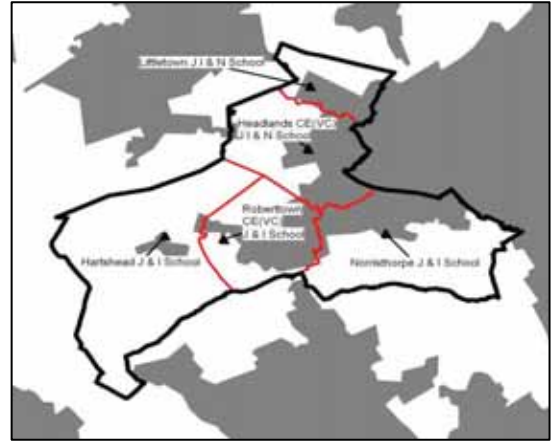 Littletown J I & N School
Headlands CE(VC)
J I & N School
Roberttown
CE(VC)
J & I School
Hartshead J & I School
Norristhorpe J & I School